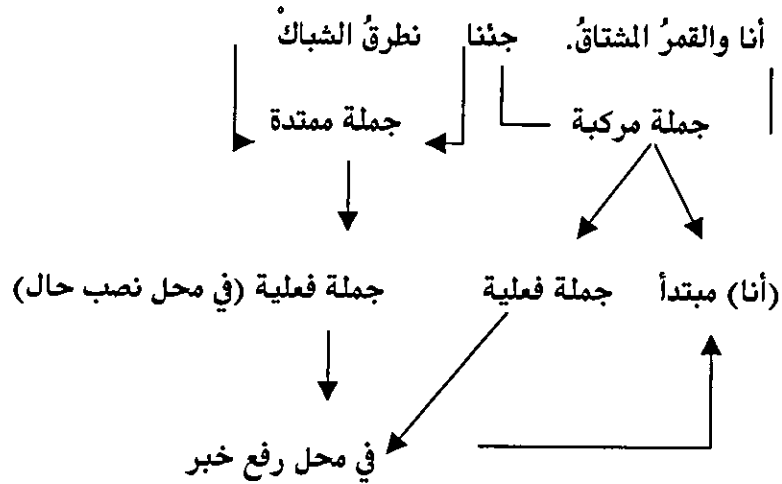 أنا والقمرُ المشتاقُ. جئنا نطرقُ الشباكْ
جملة مركبة جملة ممتدة
(أنا) مبتدأ جملة فعلية جملة فعلية (في محل نصب حال)
في محل رفع خبر